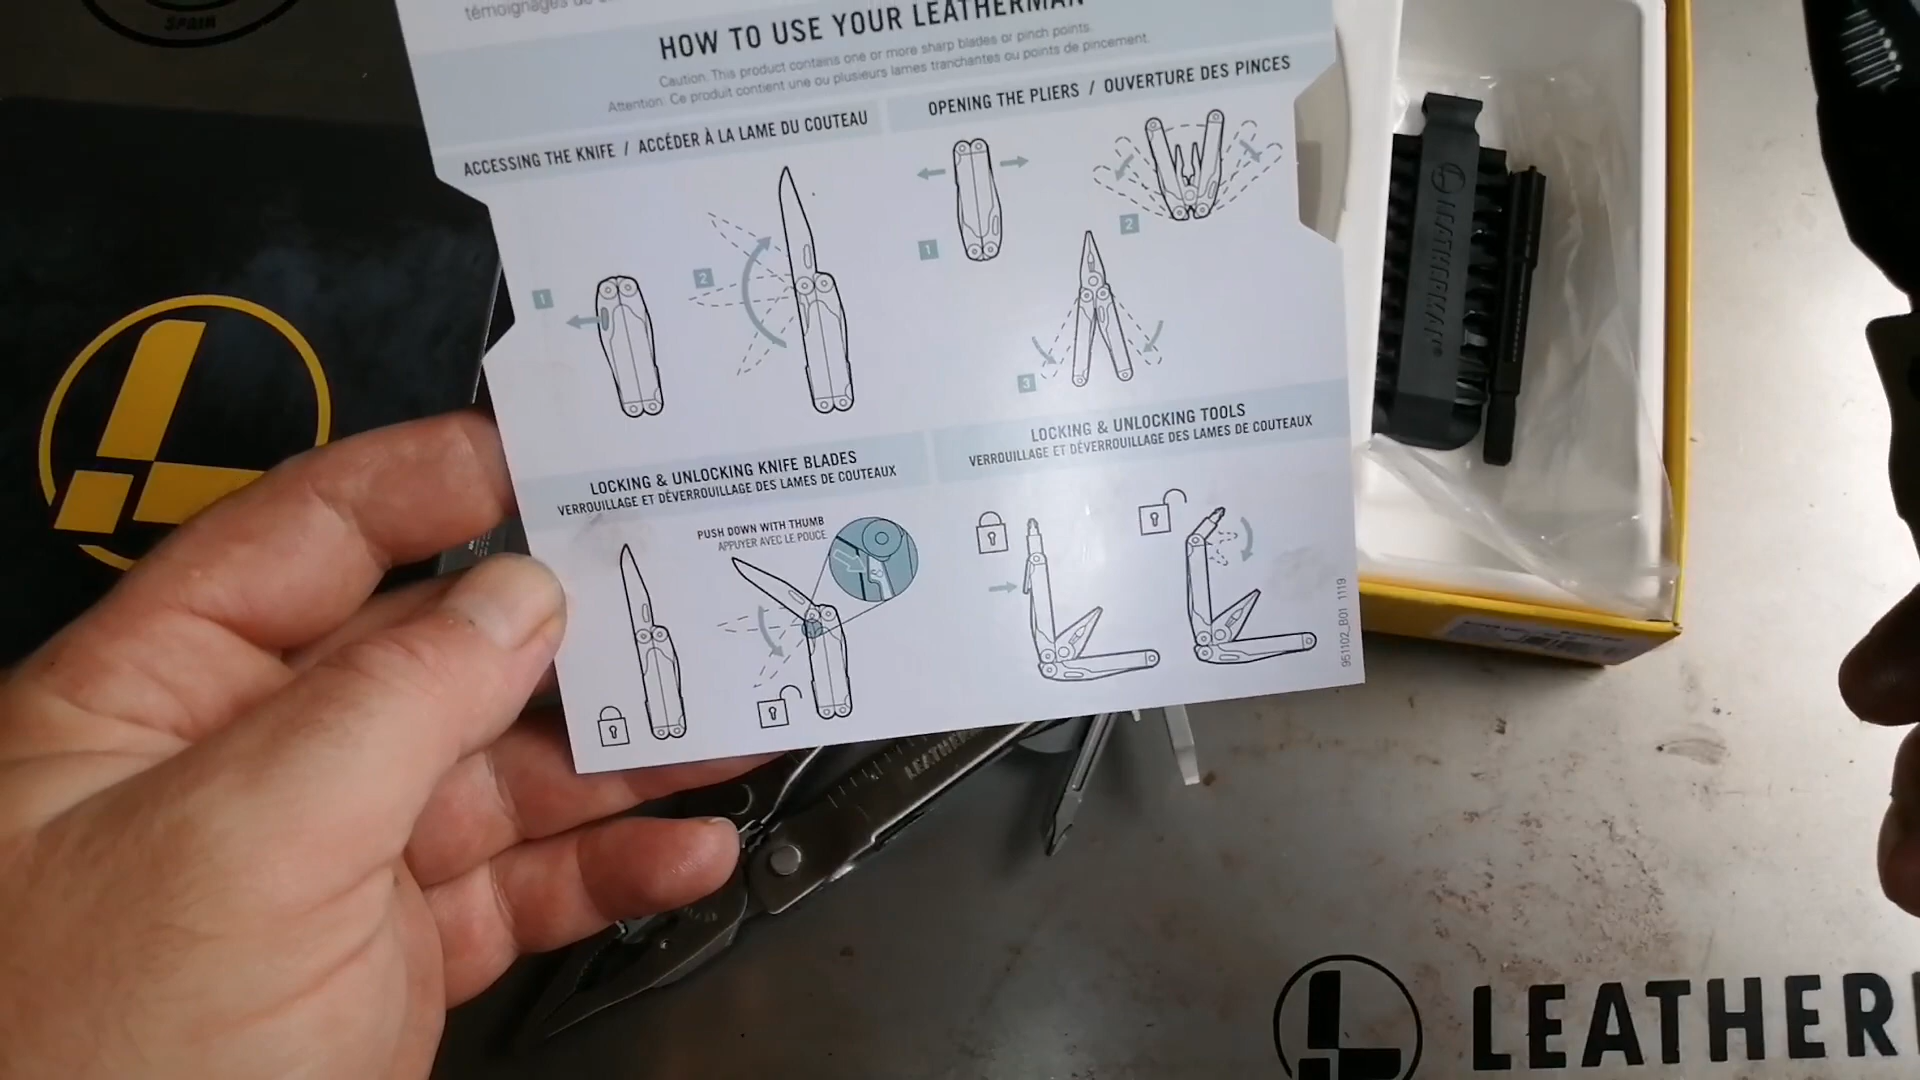 SPAIN
témoignages
HOW TO USE YOUR LEATHERMAN
Caution. This product contains one or more sharp blades or pinch points.
Attention: Ce produit contient une ou plusieurs lames tranchantes ou points de pincement.
ACCESSING THE KNIFE / ACCÉDER À LA LAME DU COUTEAU
1
2
OPENING THE PLIERS / OUVERTURE DES PINCES
1
2
3
LOCKING & UNLOCKING KNIFE BLADES
VERROUILLAGE ET DÉVERROUILLAGE DES LAMES DE COUTEAUX
PUSH DOWN WITH THUMB
APPUYER AVEC LE POUCE
LOCKING & UNLOCKING TOOLS
VERROUILLAGE ET DÉVERROUILLAGE DES LAMES DE COUTEAUX
951102_B01 1119
LEATHERMAN®
LEATHERM
LEATHER